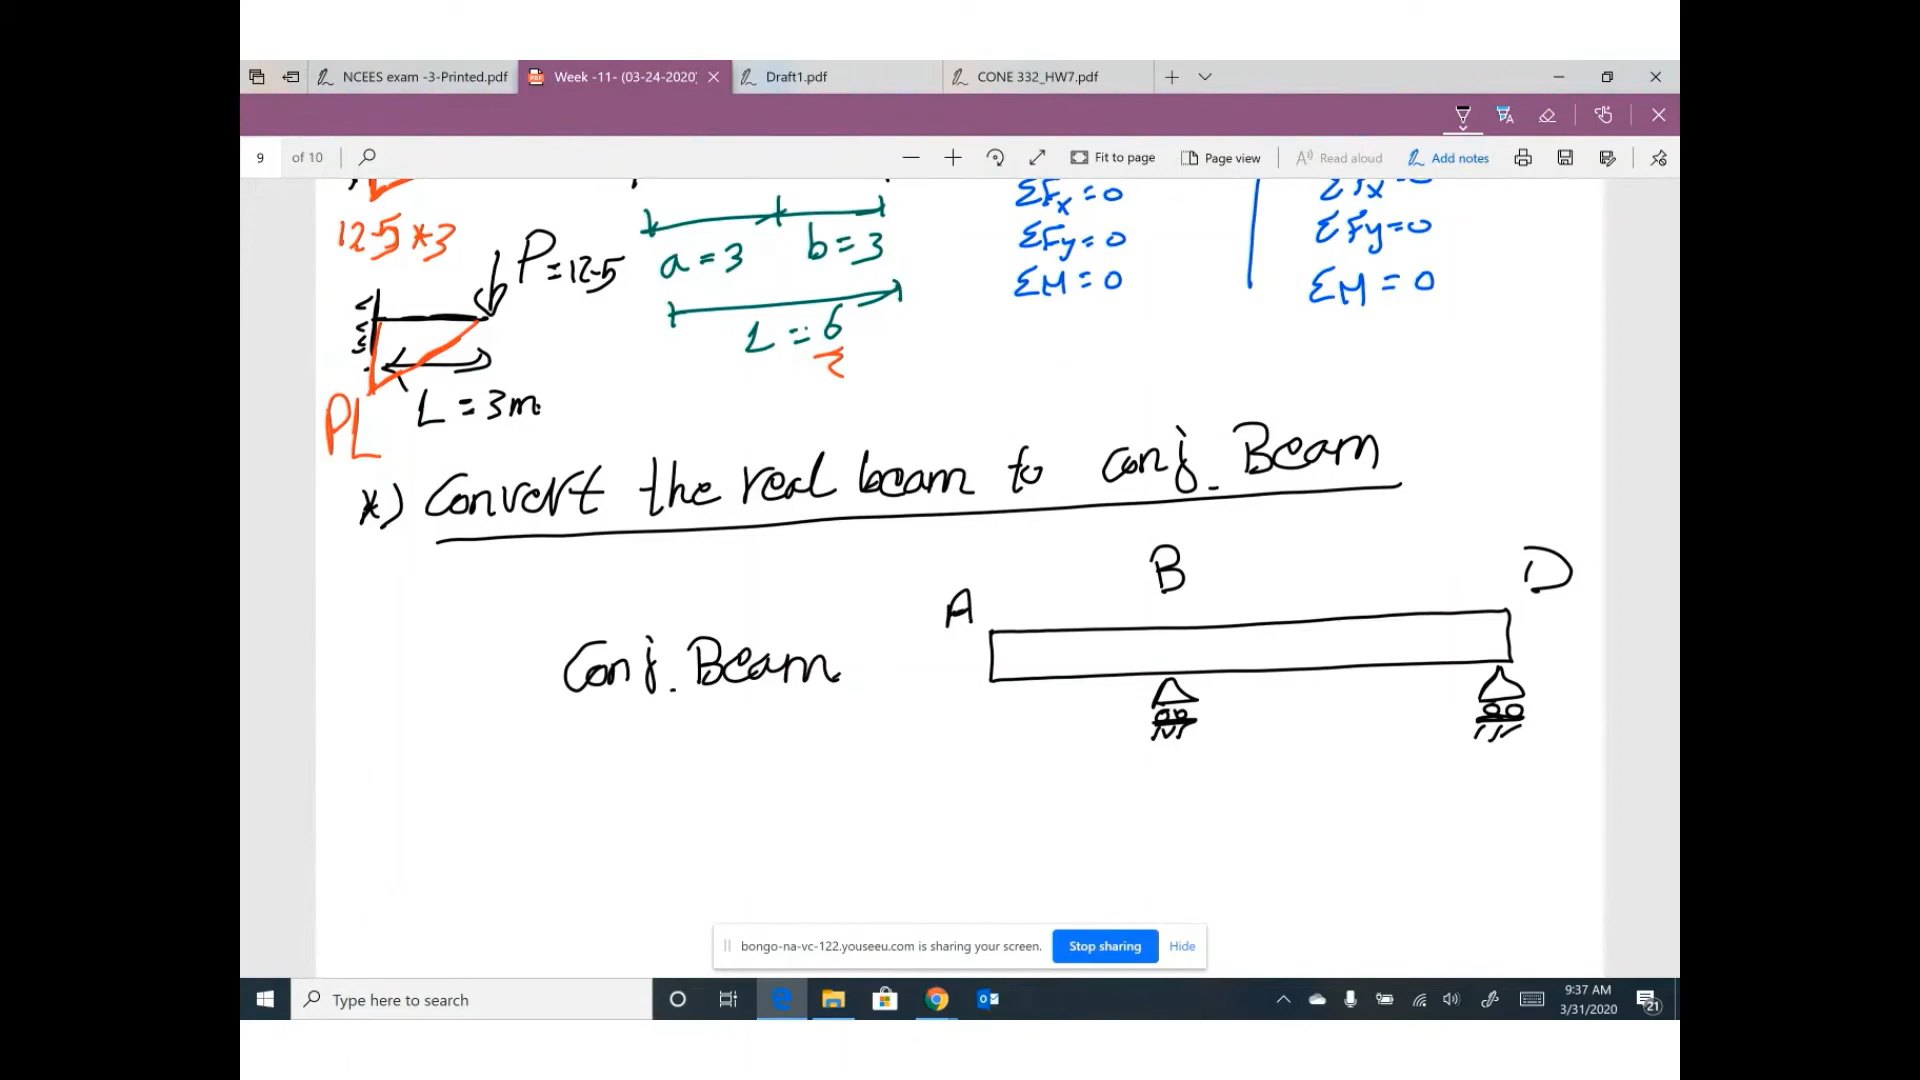 NCEES exam -3-Printed.pdf
Week -11- (03-24-2020)
Draft1.pdf
CONE 332_HW7.pdf
9 of 10
Fit to page
Page view
Read aloud
Add notes
12.5*3
P=12.5
a=3
b=3
L=6
ΣFx=0
ΣFy=0
ΣM=0
ΣFx=0
ΣFy=0
ΣM=0
PL
L=3m
*) Convert the real beam to conj. Beam
A
B
D
Conj. Beam
bongo-na-vc-122.youseeu.com is sharing your screen.
Stop sharing
Hide
Type here to search
9:37 AM
3/31/2020
21